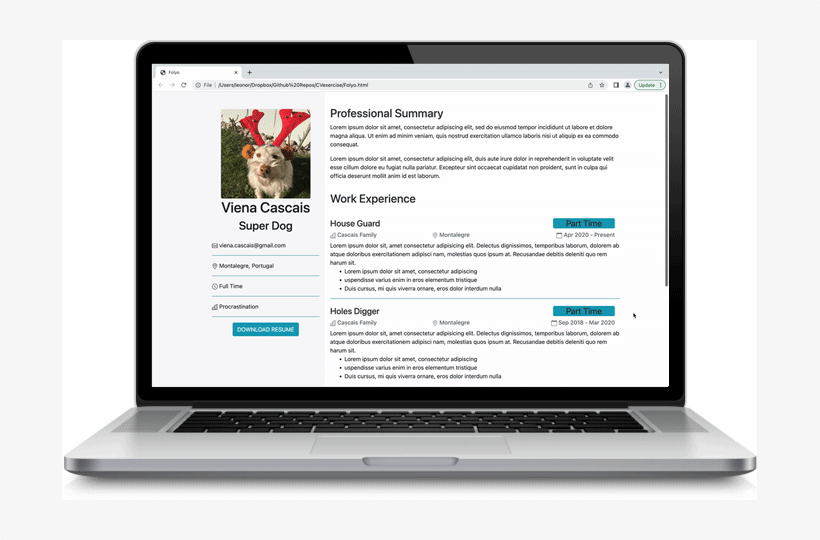 Folyo
File
/Users/leonor/Dropbox/Github%20Repos/CVexercise/Folyo.html
Update
Viena Cascais
Super Dog
viena.cascais@gmail.com
Montalegre, Portugal
Full Time
Procrastination
DOWNLOAD RESUME
Professional Summary
Lorem ipsum dolor sit amet, consectetur adipiscing elit, sed do eiusmod tempor incididunt ut labore et dolore
magna aliqua. Ut enim ad minim veniam, quis nostrud exercitation ullamco laboris nisi ut aliquip ex ea commodo
consequat.
Lorem ipsum dolor sit amet, consectetur adipiscing elit, duis aute irure dolor in reprehenderit in voluptate velit
esse cillum dolore eu fugiat nulla pariatur. Excepteur sint occaecat cupidatat non proident, sunt in culpa qui
officia deserunt mollit anim id est laborum.
Work Experience
House Guard
Part Time
Cascais Family
Montalegre
Apr 2020 - Present
Lorem ipsum dolor sit, amet consectetur adipisicing elit. Delectus dignissimos, temporibus laborum, dolorem ab
atque doloribus exercitationem adipisci nam, molestias quos ipsum at. Recusandae debitis corporis deleniti quo
harum sit.
Lorem ipsum dolor sit amet, consectetur adipiscing
uspendisse varius enim in eros elementum tristique
Duis cursus, mi quis viverra ornare, eros dolor interdum nulla
Holes Digger
Part Time
Cascais Family
Montalegre
Sep 2018 - Mar 2020
Lorem ipsum dolor sit, amet consectetur adipisicing elit. Delectus dignissimos, temporibus laborum, dolorem ab
atque doloribus exercitationem adipisci nam, molestias quos ipsum at. Recusandae debitis corporis deleniti quo
harum sit.
Lorem ipsum dolor sit amet, consectetur adipiscing
uspendisse varius enim in eros elementum tristique
Duis cursus, mi quis viverra ornare, eros dolor interdum nulla